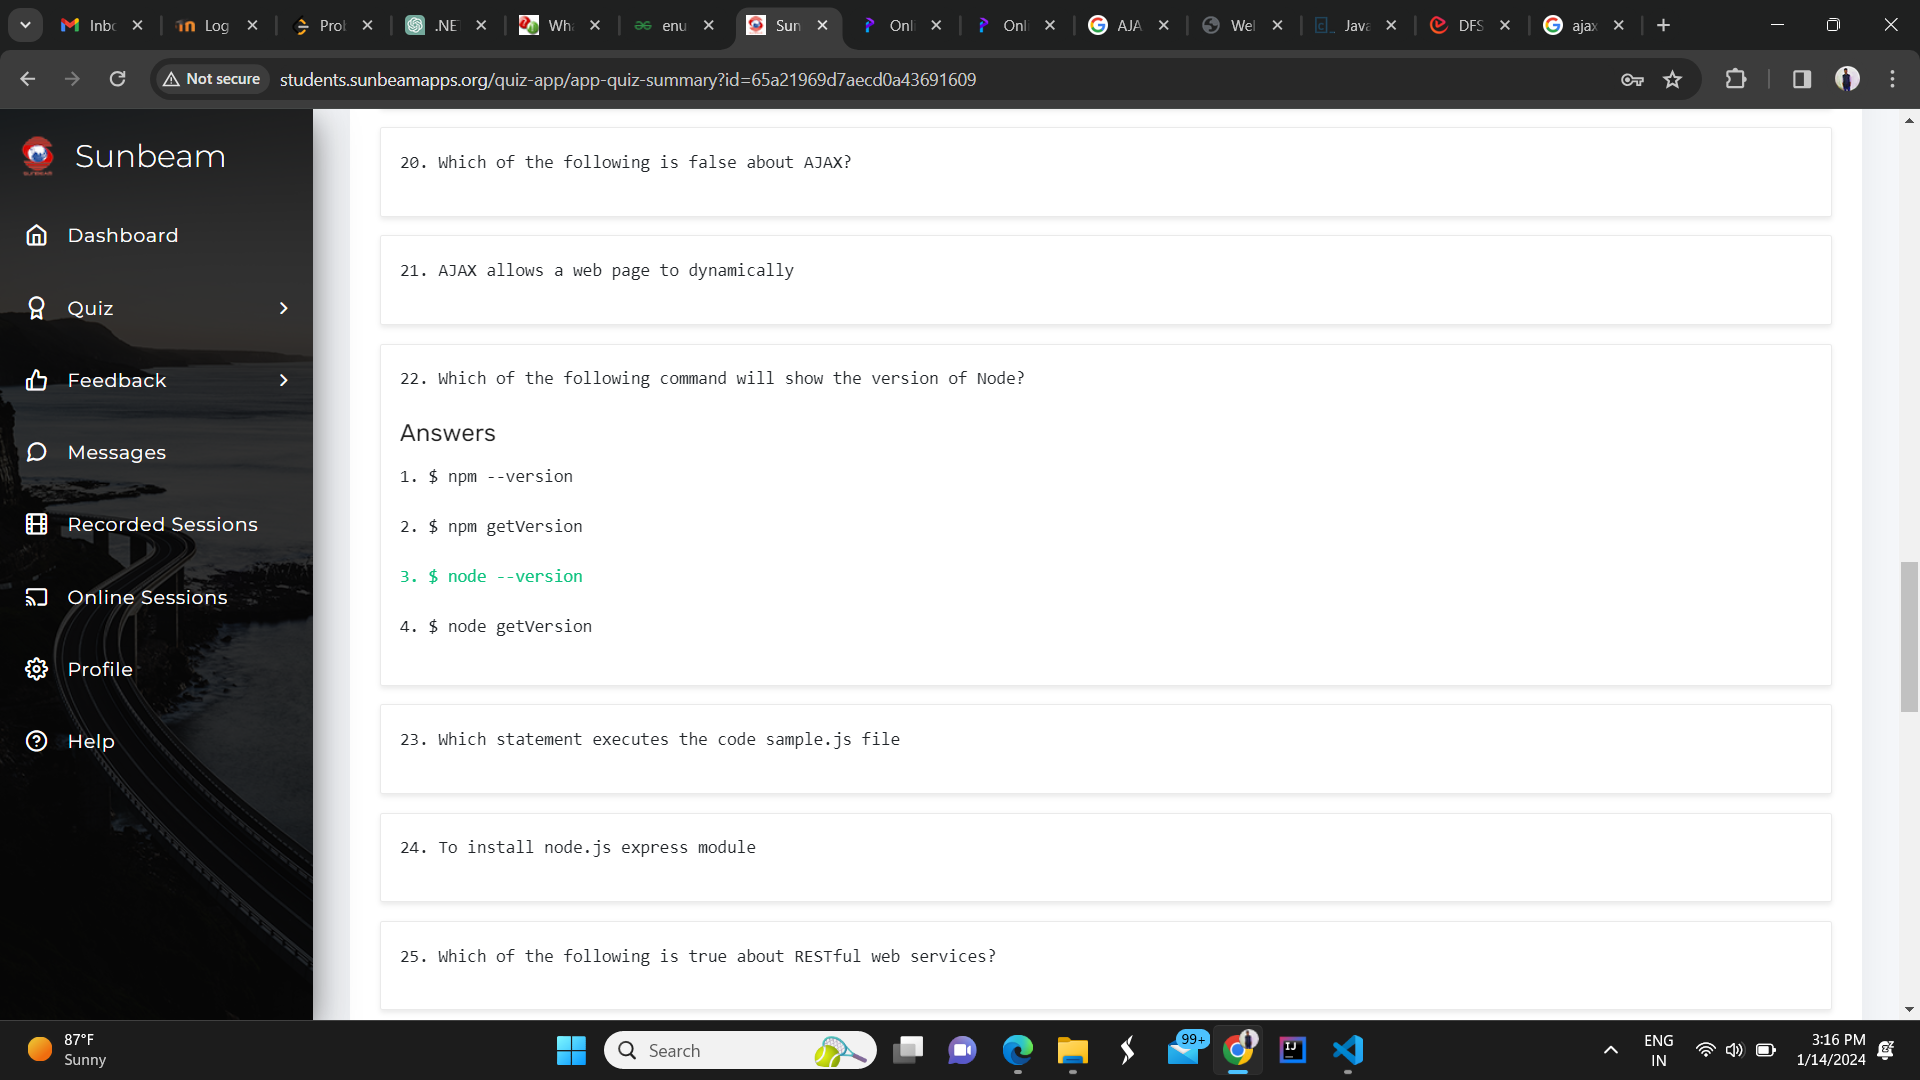 Inbc
Log
Prol
.NE
Wh
enu
Sun
Onli
Onli
AJA
Wel
Java
DFS
ajax
Not secure
students.sunbeamapps.org/quiz-app/app-quiz-summary?id=65a21969d7aecd0a43691609
Sunbeam
Dashboard
Quiz
Feedback
Messages
Recorded Sessions
Online Sessions
Profile
Help
20. Which of the following is false about AJAX?
21. AJAX allows a web page to dynamically
22. Which of the following command will show the version of Node?
Answers
1. $ npm --version
2. $ npm getVersion
3. $ node --version
4. $ node getVersion
23. Which statement executes the code sample.js file
24. To install node.js express module
25. Which of the following is true about RESTful web services?
87°F
Sunny
Search
99+
ENG
IN
3:16 PM
1/14/2024